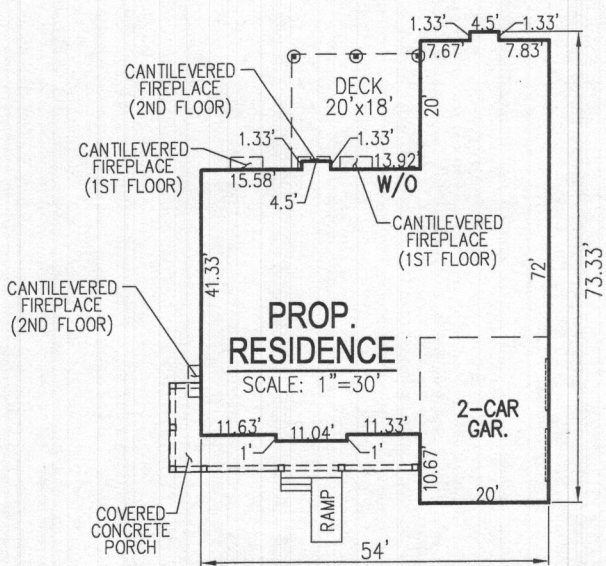 1.33' 4.5' 1.33'
7.67' 7.83'
CANTILEVERED
FIREPLACE
(2ND FLOOR)
DECK
20'x18'
20'
CANTILEVERED
FIREPLACE
(1ST FLOOR)
1.33' 1.33'
15.58' 13.92'
4.5'
W/O
CANTILEVERED
FIREPLACE
(1ST FLOOR)
41.33'
72'
73.33'
CANTILEVERED
FIREPLACE
(2ND FLOOR)
PROP.
RESIDENCE
SCALE: 1"=30'
2-CAR
GAR.
11.63' 11.04' 11.33'
1' 1'
10.67'
20'
COVERED
CONCRETE
PORCH
RAMP
54'